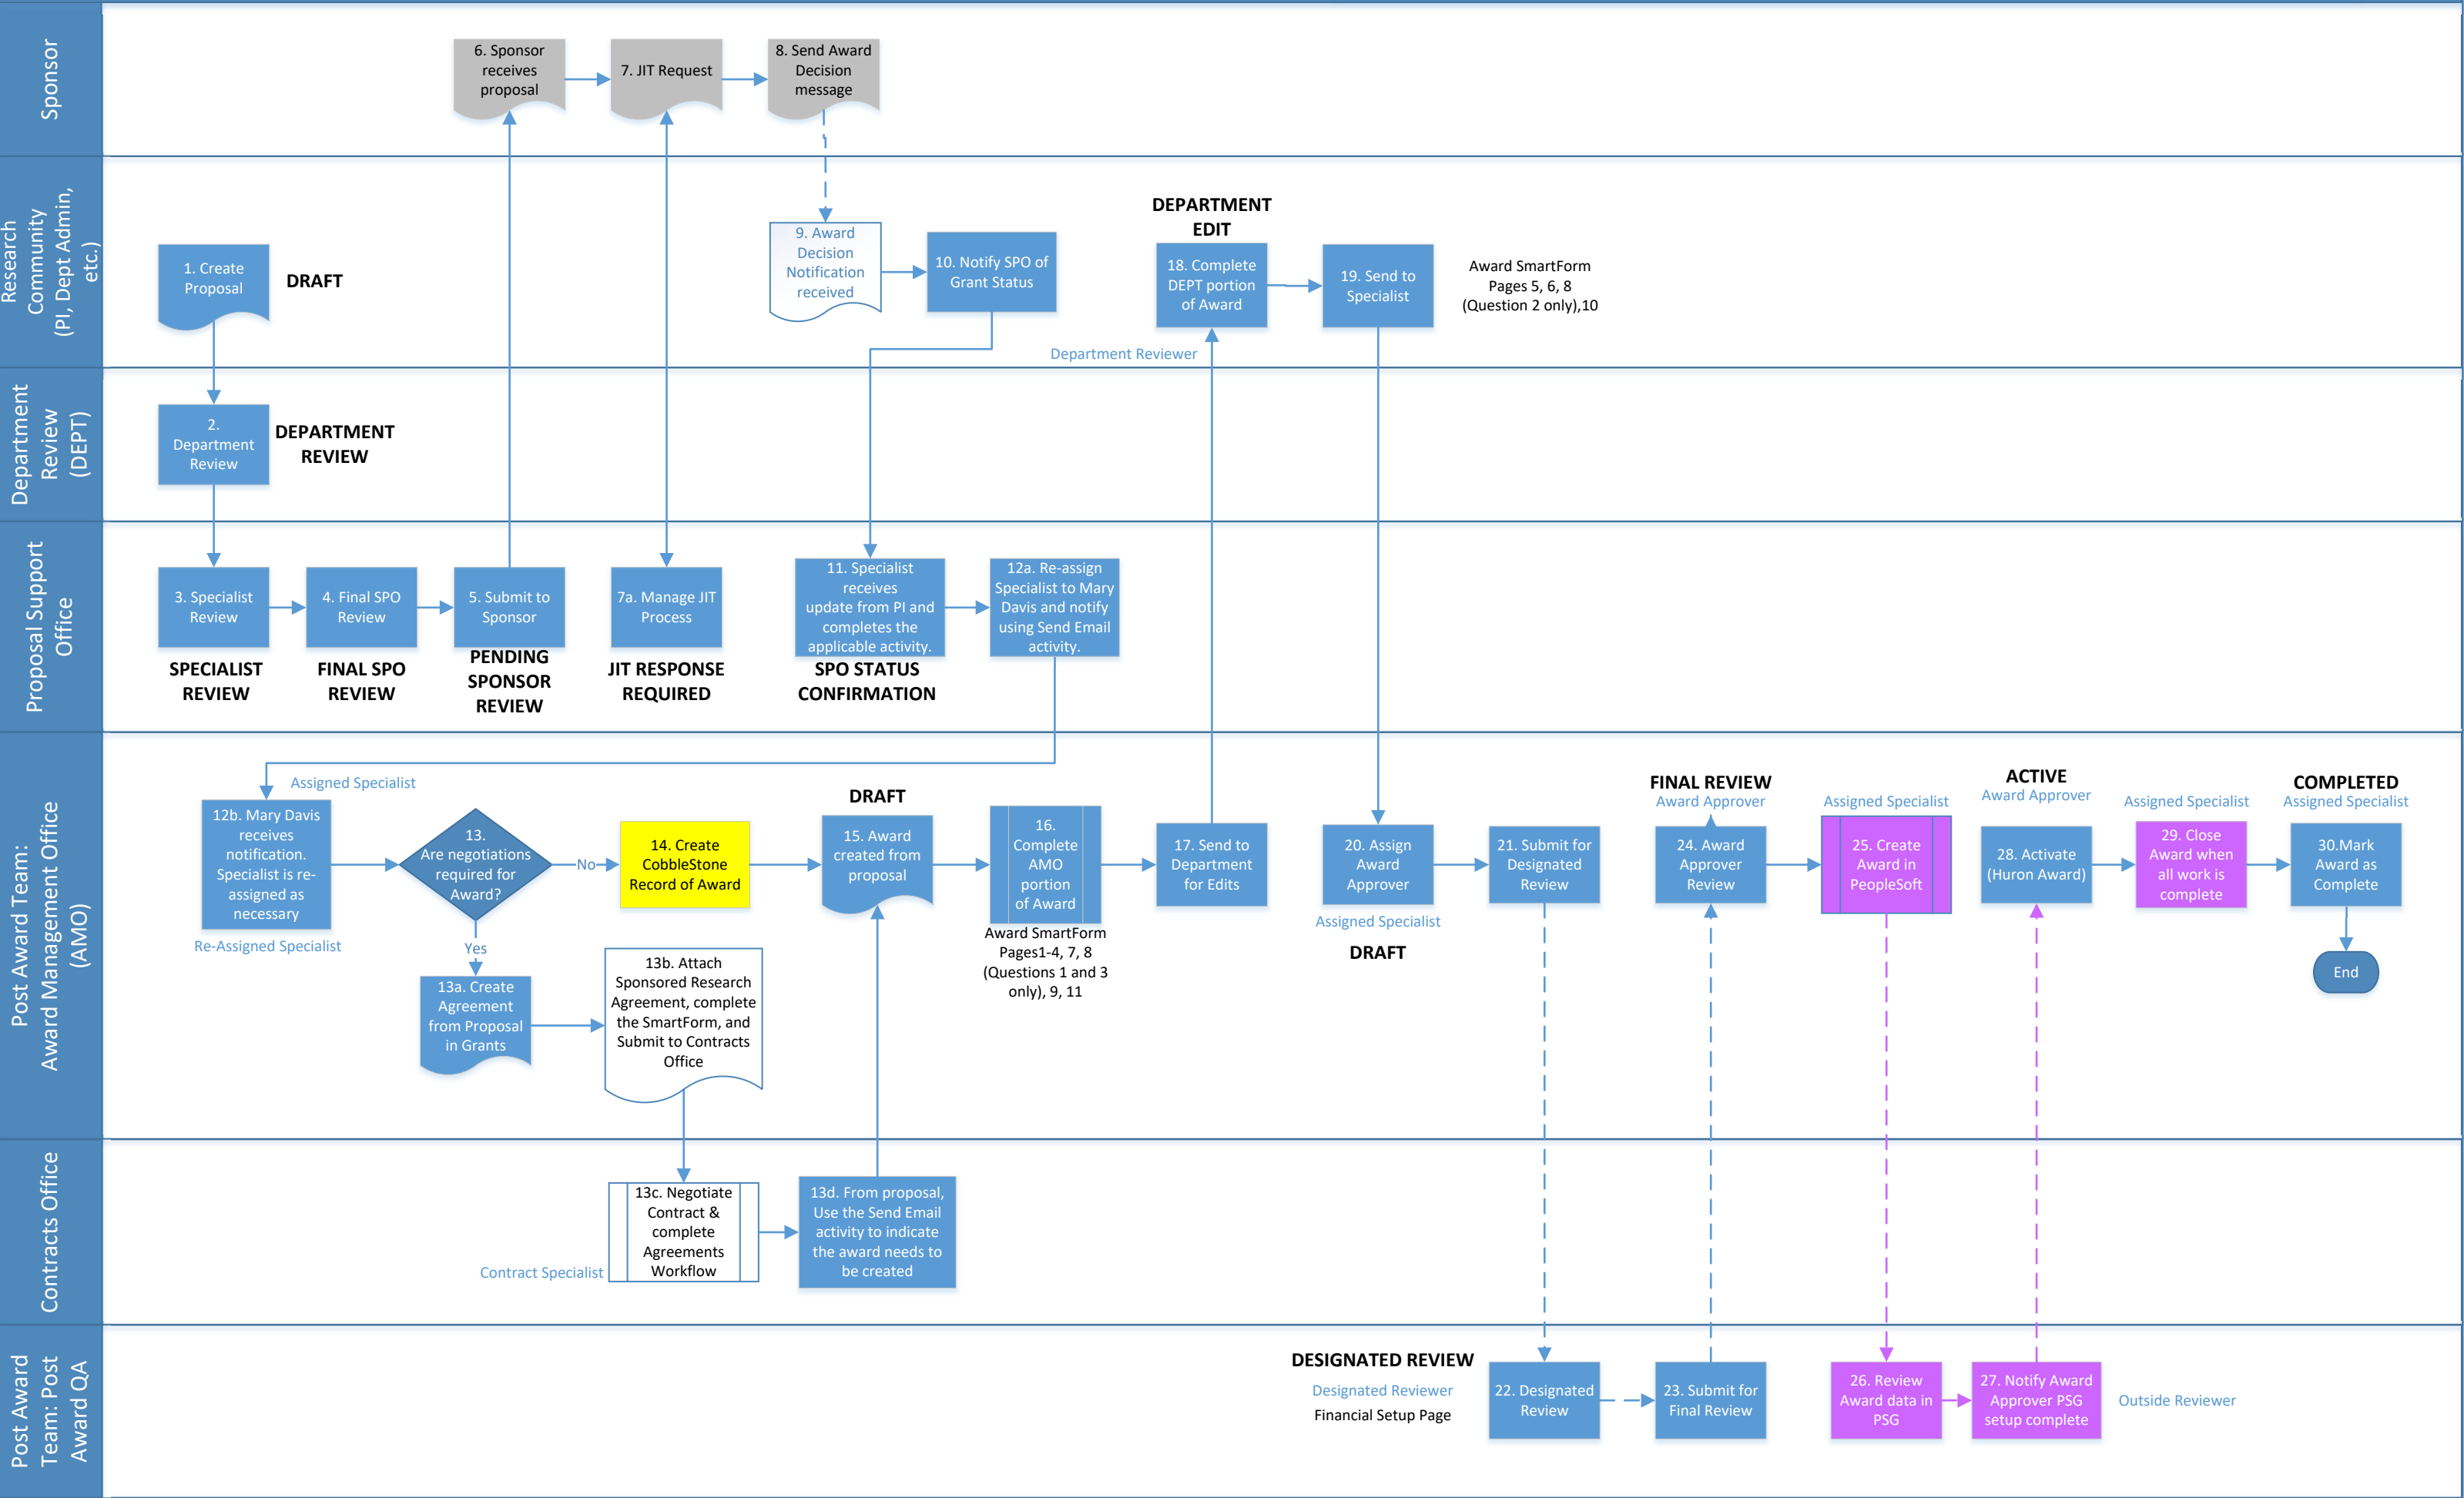 Sponsor
6. Sponsor
receives
proposal
7. JIT Request
8. Send Award
Decision
message
Research
Community
(PI, Dept Admin,
etc.)
1. Create
Proposal
DRAFT
9. Award
Decision
Notification
received
10. Notify SPO of
Grant Status
DEPARTMENT
EDIT
18. Complete
DEPT portion
of Award
19. Send to
Specialist
Award SmartForm
Pages 5, 6, 8
(Question 2 only),10
Department Reviewer
Department
Review
(DEPT)
2.
Department
Review
DEPARTMENT
REVIEW
Proposal Support
Office
3. Specialist
Review
SPECIALIST
REVIEW
4. Final SPO
Review
FINAL SPO
REVIEW
5. Submit to
Sponsor
PENDING
SPONSOR
REVIEW
7a. Manage JIT
Process
JIT RESPONSE
REQUIRED
11. Specialist
receives
update from PI and
completes the
applicable activity.
SPO STATUS
CONFIRMATION
12a. Re-assign
Specialist to Mary
Davis and notify
using Send Email
activity.
Post Award Team:
Award Management Office
(AMO)
Assigned Specialist
12b. Mary Davis
receives
notification.
Specialist is re-
assigned as
necessary
Re-Assigned Specialist
13.
Are negotiations
required for
Award?
No
Yes
13a. Create
Agreement
from Proposal
in Grants
13b. Attach
Sponsored Research
Agreement, complete
the SmartForm, and
Submit to Contracts
Office
14. Create
CobbleStone
Record of Award
DRAFT
15. Award
created from
proposal
16.
Complete
AMO
portion
of Award
Award SmartForm
Pages1-4, 7, 8
(Questions 1 and 3
only), 9, 11
17. Send to
Department
for Edits
20. Assign
Award
Approver
Assigned Specialist
DRAFT
21. Submit for
Designated
Review
FINAL REVIEW
Award Approver
24. Award
Approver
Review
Assigned Specialist
25. Create
Award in
PeopleSoft
ACTIVE
Award Approver
28. Activate
(Huron Award)
Assigned Specialist
29. Close
Award when
all work is
complete
COMPLETED
Assigned Specialist
30.Mark
Award as
Complete
End
Contracts Office
Contract Specialist
13c. Negotiate
Contract &
complete
Agreements
Workflow
13d. From proposal,
Use the Send Email
activity to indicate
the award needs to
be created
Post Award
Team: Post
Award QA
DESIGNATED REVIEW
Designated Reviewer
Financial Setup Page
22. Designated
Review
23. Submit for
Final Review
26. Review
Award data in
PSG
27. Notify Award
Approver PSG
setup complete
Outside Reviewer